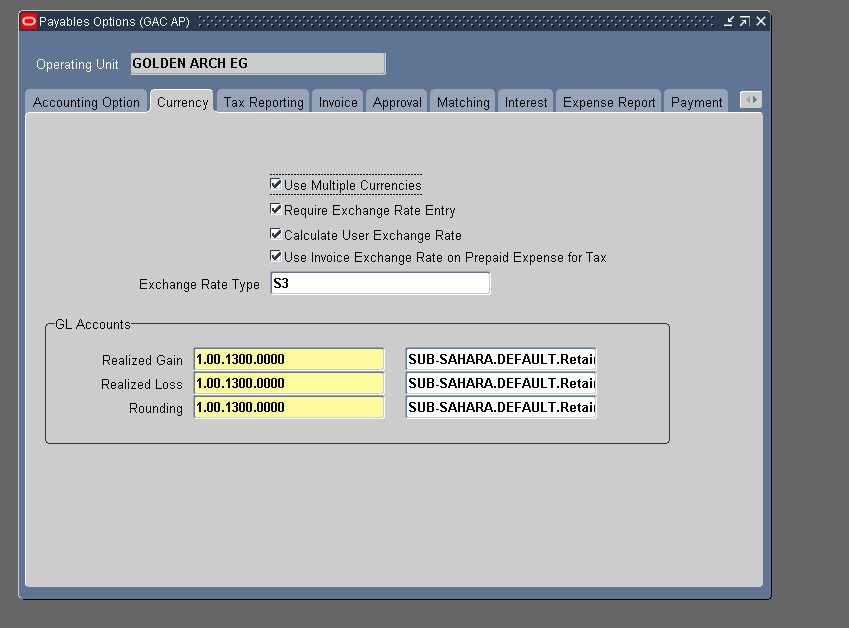 Payables Options (GAC AP)
Operating Unit GOLDEN ARCH EG
Accounting Option Currency Tax Reporting Invoice Approval Matching Interest Expense Report Payment
Use Multiple Currencies
Require Exchange Rate Entry
Calculate User Exchange Rate
Use Invoice Exchange Rate on Prepaid Expense for Tax
Exchange Rate Type S3
GL Accounts
Realized Gain 1.00.1300.0000 SUB-SAHARA.DEFAULT.Retai
Realized Loss 1.00.1300.0000 SUB-SAHARA.DEFAULT.Retai
Rounding 1.00.1300.0000 SUB-SAHARA.DEFAULT.Retai